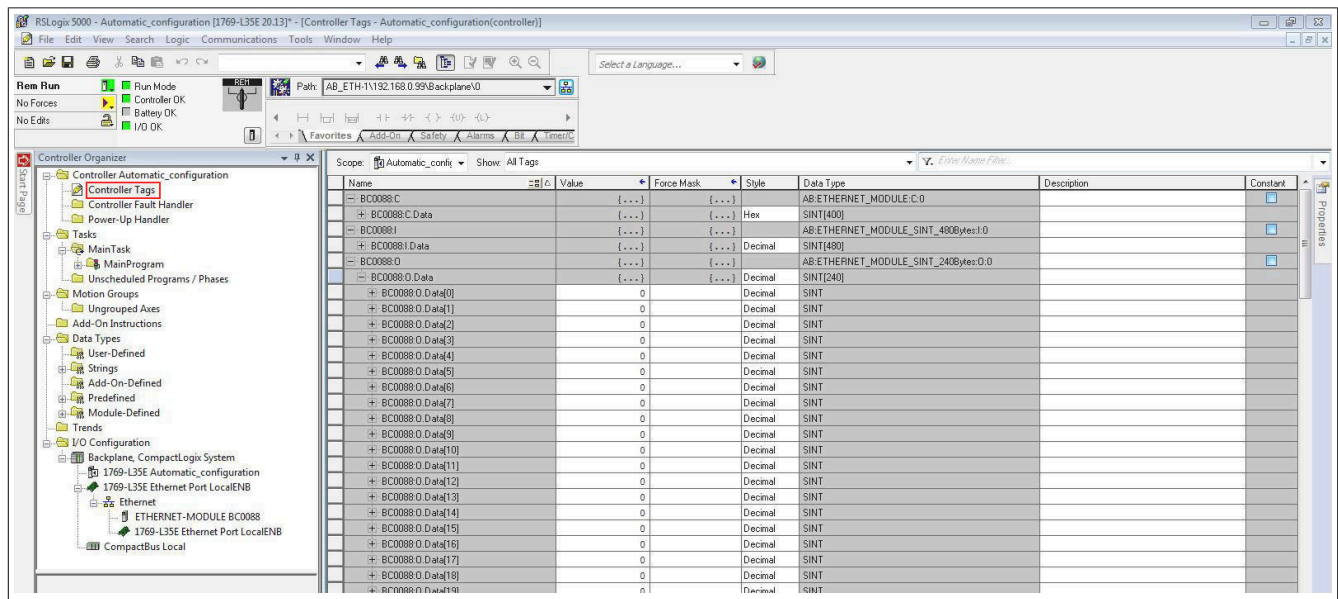 RSLogix 5000 - Automatic_configuration [1769-L35E 20.13]* - [Controller Tags - Automatic_configuration(controller)]
File Edit View Search Logic Communications Tools Window Help
Select a Language...
Rem Run
Run Mode
REM
Path: AB_ETH-1\192.168.0.99\Backplane\0
No Forces
Controller OK
Battery OK
No Edits
I/O OK
Favorites Add-On Safety Alarms Bit Timer/C
Start Page
Controller Organizer
Controller Automatic_configuration
Controller Tags
Controller Fault Handler
Power-Up Handler
Tasks
MainTask
MainProgram
Unscheduled Programs / Phases
Motion Groups
Ungrouped Axes
Add-On Instructions
Data Types
User-Defined
Strings
Add-On-Defined
Predefined
Module-Defined
Trends
I/O Configuration
Backplane, CompactLogix System
1769-L35E Automatic_configuration
1769-L35E Ethernet Port LocalENB
Ethernet
ETHERNET-MODULE BC0088
1769-L35E Ethernet Port LocalENB
CompactBus Local
Scope: Automatic_config Show: All Tags Enter Name Filter...
Name Value Force Mask Style Data Type Description Constant
BC0088:C {...} {...} AB:ETHERNET_MODULE:C:0
BC0088:C.Data {...} {...} Hex SINT[400]
BC0088:I {...} {...} AB:ETHERNET_MODULE_SINT_480Bytes:I:0
BC0088:I.Data {...} {...} Decimal SINT[480]
BC0088:O {...} {...} AB:ETHERNET_MODULE_SINT_240Bytes:O:0
BC0088:O.Data {...} {...} Decimal SINT[240]
BC0088:O.Data[0] 0 Decimal SINT
BC0088:O.Data[1] 0 Decimal SINT
BC0088:O.Data[2] 0 Decimal SINT
BC0088:O.Data[3] 0 Decimal SINT
BC0088:O.Data[4] 0 Decimal SINT
BC0088:O.Data[5] 0 Decimal SINT
BC0088:O.Data[6] 0 Decimal SINT
BC0088:O.Data[7] 0 Decimal SINT
BC0088:O.Data[8] 0 Decimal SINT
BC0088:O.Data[9] 0 Decimal SINT
BC0088:O.Data[10] 0 Decimal SINT
BC0088:O.Data[11] 0 Decimal SINT
BC0088:O.Data[12] 0 Decimal SINT
BC0088:O.Data[13] 0 Decimal SINT
BC0088:O.Data[14] 0 Decimal SINT
BC0088:O.Data[15] 0 Decimal SINT
BC0088:O.Data[16] 0 Decimal SINT
BC0088:O.Data[17] 0 Decimal SINT
BC0088:O.Data[18] 0 Decimal SINT
BC0088:O.Data[19] 0 Decimal SINT
Properties